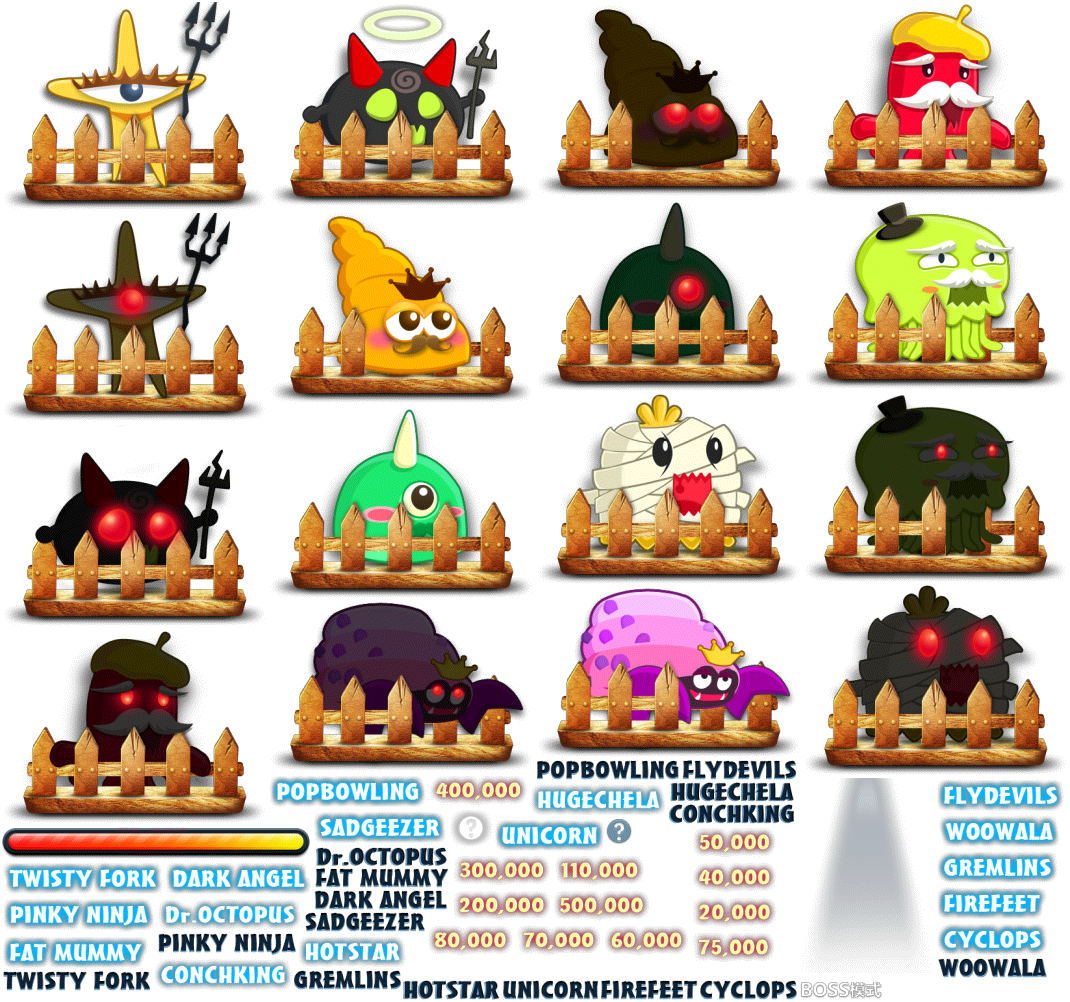 POPBOWLING FLYDEVILS
POPBOWLING 400,000
HUGECHELA
HUGECHELA
CONCHKING
FLYDEVILS
SADGEEZER ?
UNICORN ?
WOOWALA
50,000
Dr.OCTOPUS
FAT MUMMY
300,000 110,000
GREMLINS
TWISTY FORK DARK ANGEL
40,000
DARK ANGEL
SADGEEZER
200,000 500,000
FIREFEET
PINKY NINJA Dr.OCTOPUS
20,000
PINKY NINJA
80,000 70,000 60,000
CYCLOPS
FAT MUMMY
HOTSTAR
75,000
WOOWALA
TWISTY FORK CONCHKING GREMLINS
HOTSTAR UNICORN FIREFEET CYCLOPS BOSS模式